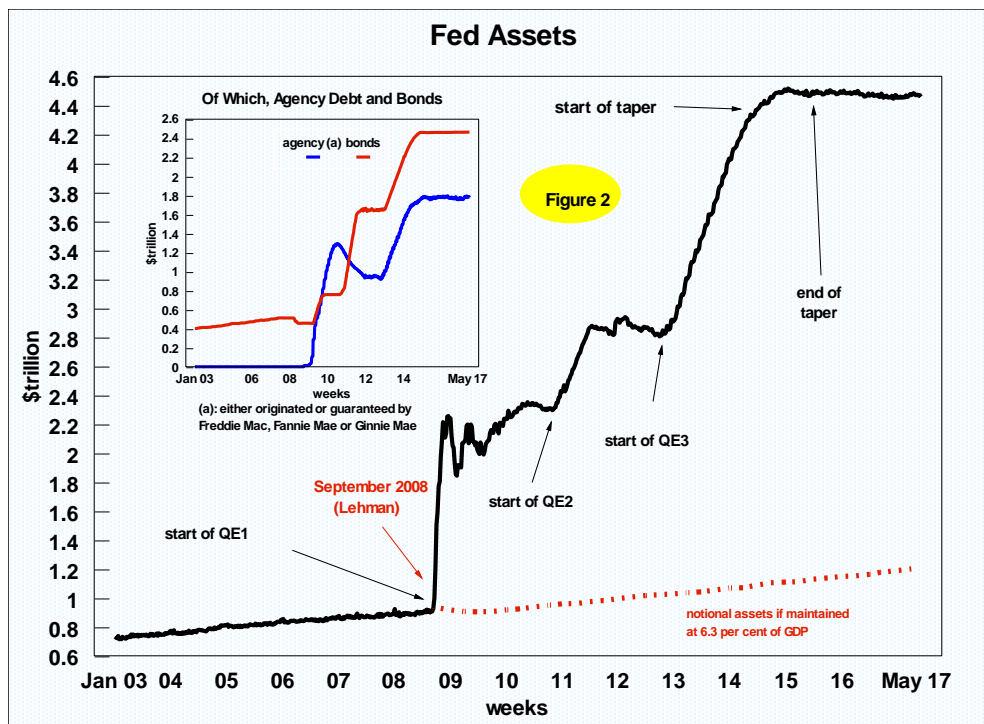 Fed Assets
4.6
4.4
4.2
4
3.8
3.6
3.4
3.2
3
2.8
2.6
2.4
2.2
2
1.8
1.6
1.4
1.2
1
0.8
0.6
$trillion
Of Which, Agency Debt and Bonds
agency (a) bonds
2.6
2.4
2.2
2
1.8
1.6
1.4
1.2
1
0.8
0.6
0.4
0.2
0
$trillion
Jan 03 06 08 10 12 14 May 17
weeks
(a): either originated or guaranteed by
Freddie Mac, Fannie Mae or Ginnie Mae
start of taper
Figure 2
end of
taper
start of QE3
start of QE2
September 2008
(Lehman)
start of QE1
notional assets if maintained
at 6.3 per cent of GDP
Jan 03 04 05 06 07 08 09 10 11 12 13 14 15 16 May 17
weeks